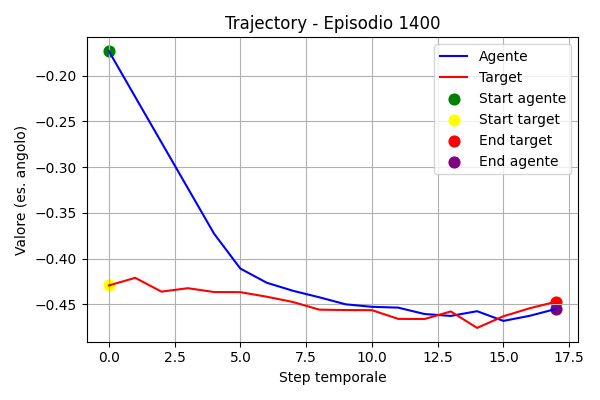 Trajectory - Episodio 1400
Agente
Target
Start agente
Start target
End target
End agente
Valore (es. angolo)
−0.20
−0.25
−0.30
−0.35
−0.40
−0.45
0.0 2.5 5.0 7.5 10.0 12.5 15.0 17.5
Step temporale